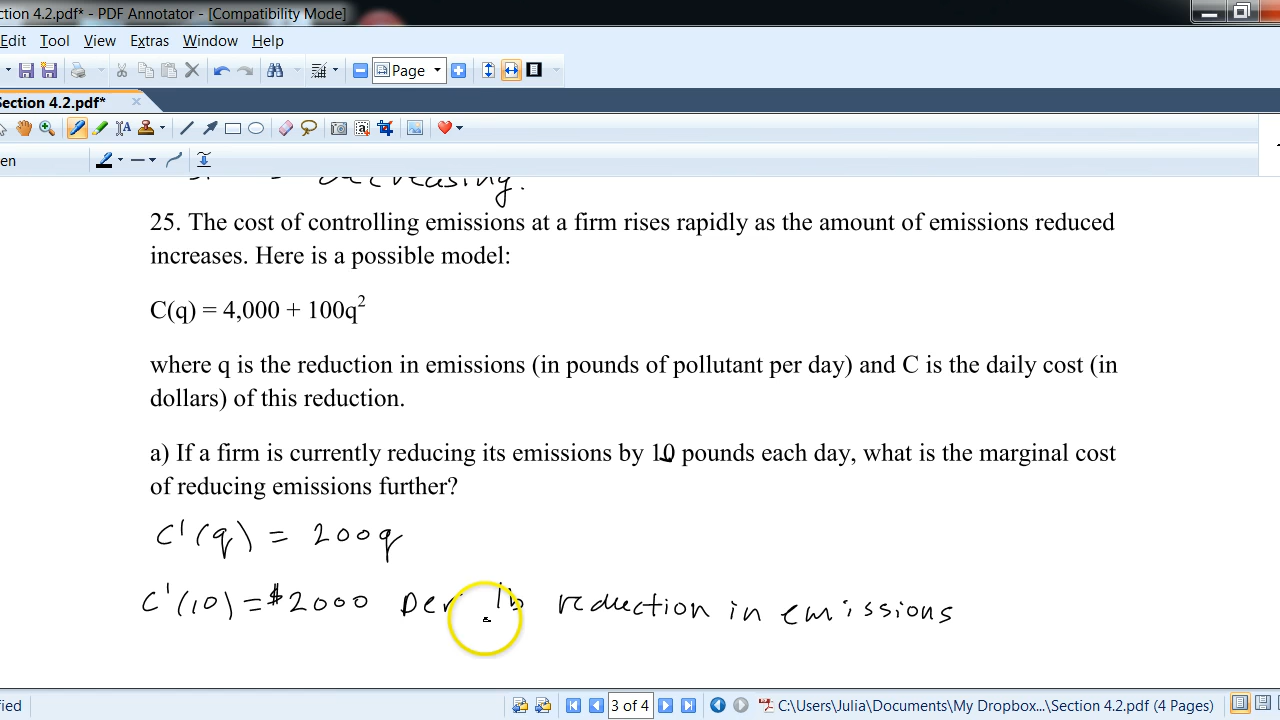 ction 4.2.pdf* - PDF Annotator - [Compatibility Mode]
Edit Tool View Extras Window Help
Page
Section 4.2.pdf*
en
decreasing.
25. The cost of controlling emissions at a firm rises rapidly as the amount of emissions reduced
increases. Here is a possible model:
C(q) = 4,000 + 100q²
where q is the reduction in emissions (in pounds of pollutant per day) and C is the daily cost (in
dollars) of this reduction.
a) If a firm is currently reducing its emissions by 10 pounds each day, what is the marginal cost
of reducing emissions further?
C'(q) = 200q
C'(10) = $2000 per lb reduction in emissions
fied 3 of 4 C:\Users\Julia\Documents\My Dropbox...\Section 4.2.pdf (4 Pages)